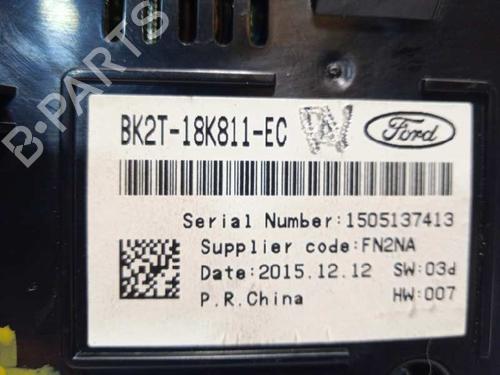 BK2T-18K811-EC
Ford
Serial Number:1505137413
Supplier code:FN2NA
Date:2015.12.12 SW:03d
P.R.China HW:007